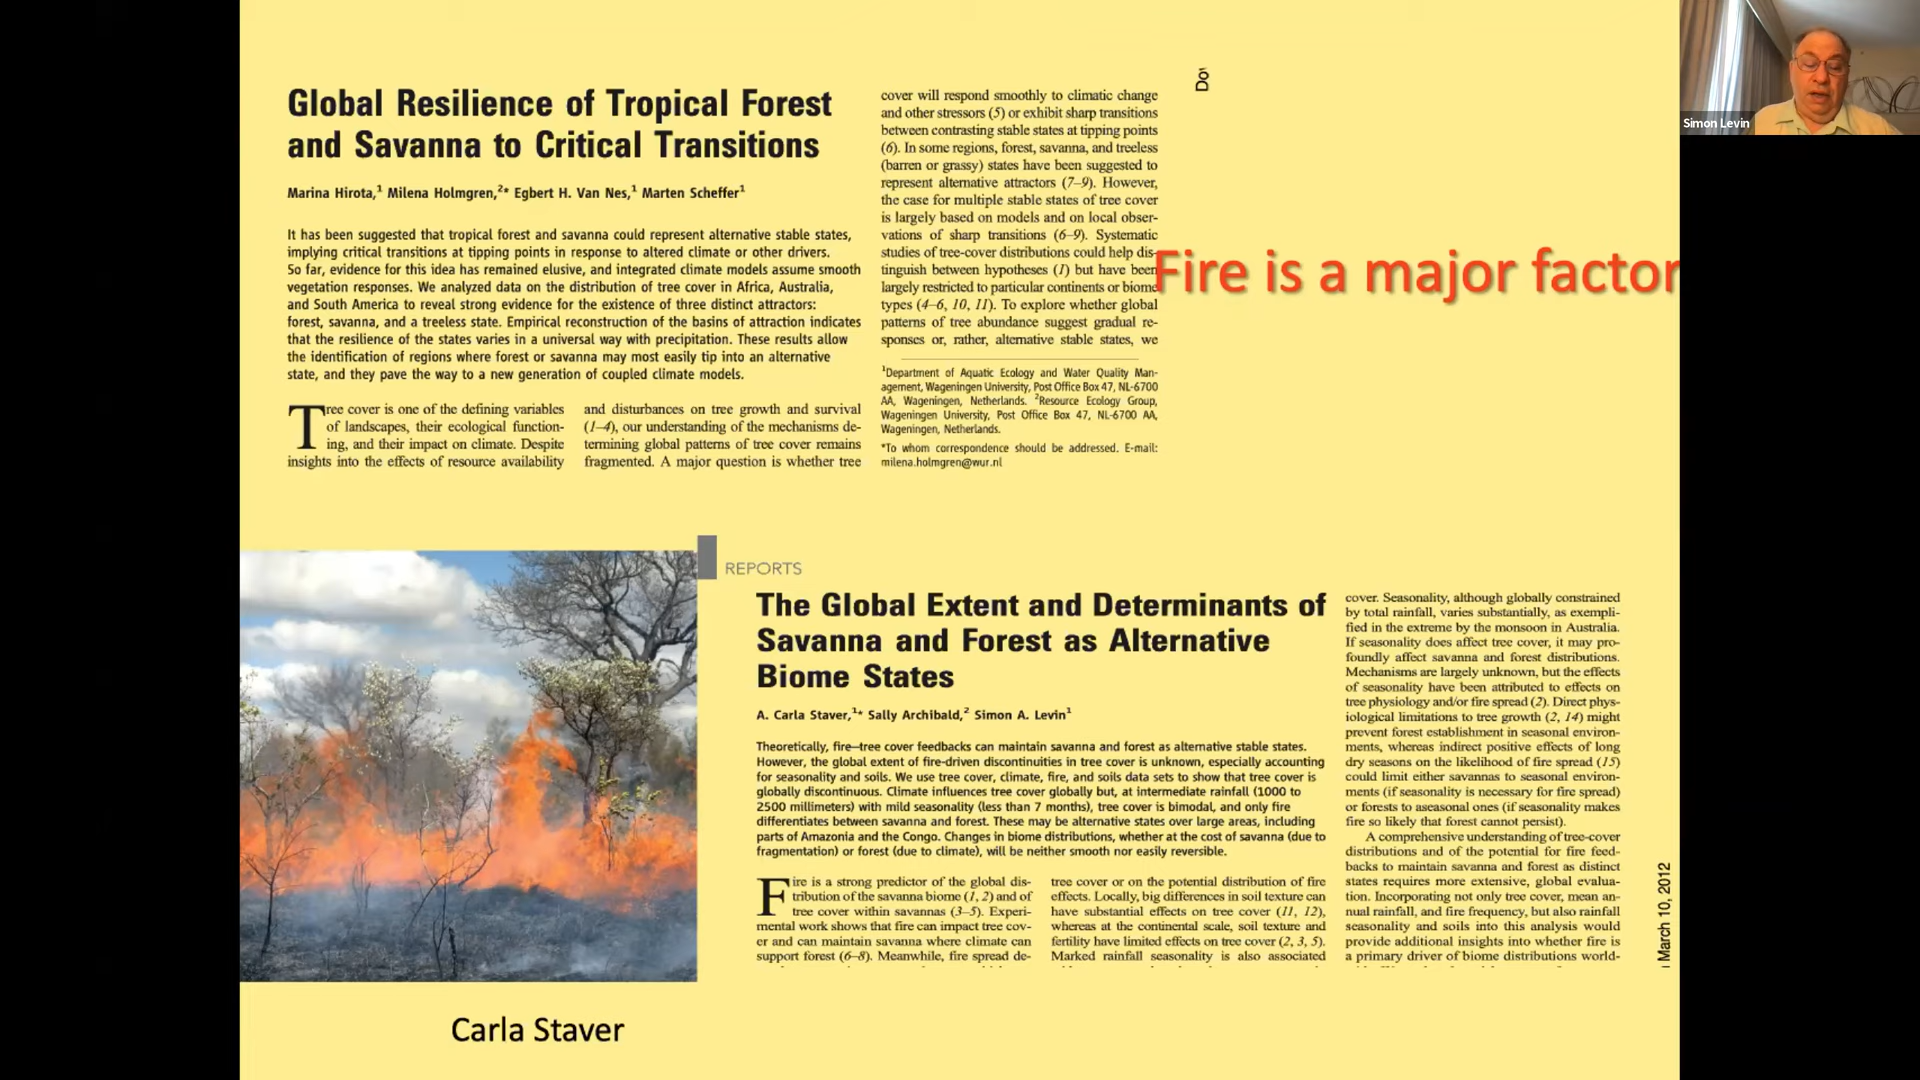 Global Resilience of Tropical Forest
and Savanna to Critical Transitions
Marina Hirota,1 Milena Holmgren,2* Egbert H. Van Nes,1 Marten Scheffer1
It has been suggested that tropical forest and savanna could represent alternative stable states,
implying critical transitions at tipping points in response to altered climate or other drivers.
So far, evidence for this idea has remained elusive, and integrated climate models assume smooth
vegetation responses. We analyzed data on the distribution of tree cover in Africa, Australia,
and South America to reveal strong evidence for the existence of three distinct attractors:
forest, savanna, and a treeless state. Empirical reconstruction of the basins of attraction indicates
that the resilience of the states varies in a universal way with precipitation. These results allow
the identification of regions where forest or savanna may most easily tip into an alternative
state, and they pave the way to a new generation of coupled climate models.
Tree cover is one of the defining variables
of landscapes, their ecological function-
ing, and their impact on climate. Despite
insights into the effects of resource availability
and disturbances on tree growth and survival
(1–4), our understanding of the mechanisms de-
termining global patterns of tree cover remains
fragmented. A major question is whether tree
cover will respond smoothly to climatic change
and other stressors (5) or exhibit sharp transitions
between contrasting stable states at tipping points
(6). In some regions, forest, savanna, and treeless
(barren or grassy) states have been suggested to
represent alternative attractors (7–9). However,
the case for multiple stable states of tree cover
is largely based on models and on local obser-
vations of sharp transitions (6–9). Systematic
studies of tree-cover distributions could help dis-
tinguish between hypotheses (1) but have been
largely restricted to particular continents or biome
types (4–6, 10, 11). To explore whether global
patterns of tree abundance suggest gradual re-
sponses or, rather, alternative stable states, we
1Department of Aquatic Ecology and Water Quality Man-
agement, Wageningen University, Post Office Box 47, NL-6700
AA, Wageningen, Netherlands. 2Resource Ecology Group,
Wageningen University, Post Office Box 47, NL-6700 AA,
Wageningen, Netherlands.
*To whom correspondence should be addressed. E-mail:
milena.holmgren@wur.nl
Fire is a major factor
Simon Levin
REPORTS
The Global Extent and Determinants of
Savanna and Forest as Alternative
Biome States
A. Carla Staver,1* Sally Archibald,2 Simon A. Levin1
Theoretically, fire–tree cover feedbacks can maintain savanna and forest as alternative stable states.
However, the global extent of fire-driven discontinuities in tree cover is unknown, especially accounting
for seasonality and soils. We use tree cover, climate, fire, and soils data sets to show that tree cover is
globally discontinuous. Climate influences tree cover globally but, at intermediate rainfall (1000 to
2500 millimeters) with mild seasonality (less than 7 months), tree cover is bimodal, and only fire
differentiates between savanna and forest. These may be alternative states over large areas, including
parts of Amazonia and the Congo. Changes in biome distributions, whether at the cost of savanna (due to
fragmentation) or forest (due to climate), will be neither smooth nor easily reversible.
Fire is a strong predictor of the global dis-
tribution of the savanna biome (1, 2) and of
tree cover within savannas (3–5). Experi-
mental work shows that fire can impact tree cov-
er and can maintain savanna where climate can
support forest (6–8). Meanwhile, fire spread de-
tree cover or on the potential distribution of fire
effects. Locally, big differences in soil texture can
have substantial effects on tree cover (11, 12),
whereas at the continental scale, soil texture and
fertility have limited effects on tree cover (2, 3, 5).
Marked rainfall seasonality is also associated
cover. Seasonality, although globally constrained
by total rainfall, varies substantially, as exempli-
fied in the extreme by the monsoon in Australia.
If seasonality does affect tree cover, it may pro-
foundly affect savanna and forest distributions.
Mechanisms are largely unknown, but the effects
of seasonality have been attributed to effects on
tree physiology and/or fire spread (2). Direct phys-
iological limitations to tree growth (2, 14) might
prevent forest establishment in seasonal environ-
ments, whereas indirect positive effects of long
dry seasons on the likelihood of fire spread (15)
could limit either savannas to seasonal environ-
ments (if seasonality is necessary for fire spread)
or forests to aseasonal ones (if seasonality makes
fire so likely that forest cannot persist).
A comprehensive understanding of tree-cover
distributions and of the potential for fire feed-
backs to maintain savanna and forest as distinct
states requires more extensive, global evalua-
tion. Incorporating not only tree cover, mean an-
nual rainfall, and fire frequency, but also rainfall
seasonality and soils into this analysis would
provide additional insights into whether fire is
a primary driver of biome distributions world-
March 10, 2012
Carla Staver